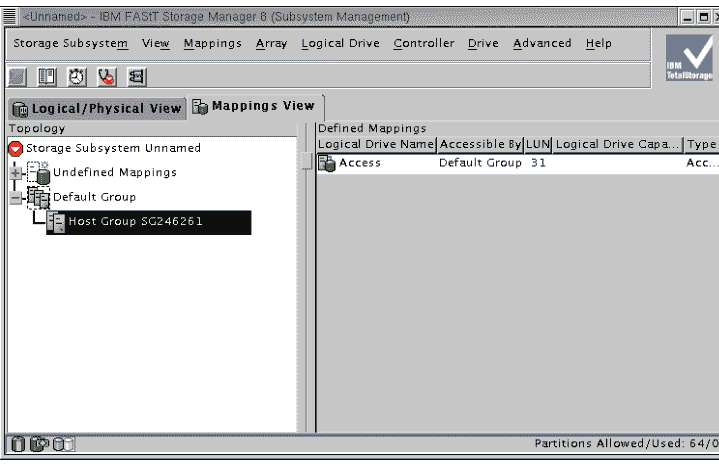 <Unnamed> - IBM FAStT Storage Manager 8 (Subsystem Management)
Storage Subsystem View Mappings Array Logical Drive Controller Drive Advanced Help
IBM
TotalStorage
Logical/Physical View Mappings View
Topology
Storage Subsystem Unnamed
Undefined Mappings
Default Group
Host Group SG246261
Defined Mappings
Logical Drive Name Accessible By LUN Logical Drive Capa... Type
Access Default Group 31 Acc...
Partitions Allowed/Used: 64/0